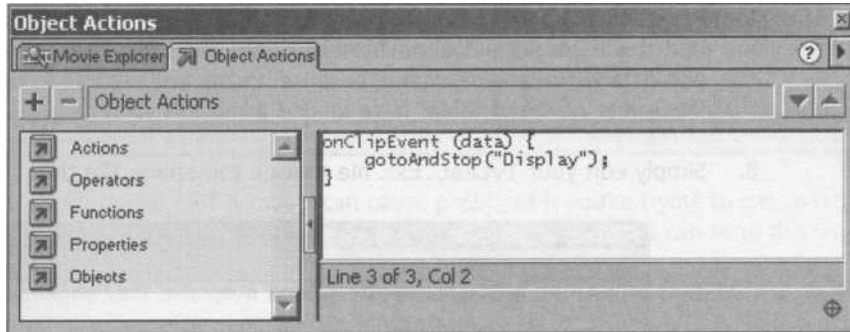 Object Actions
Movie Explorer
Object Actions
?
+ - Object Actions
Actions
Operators
Functions
Properties
Objects
onClipEvent (data) {
    gotoAndStop("Display");
}
Line 3 of 3, Col 2